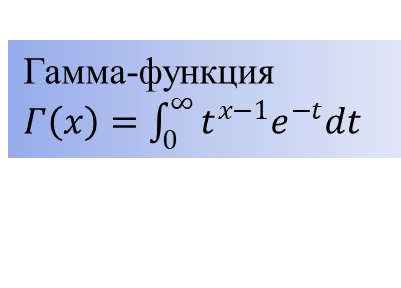 Гамма-функция
Γ(x) = ∫₀^∞ t^{x−1}e^{−t}dt